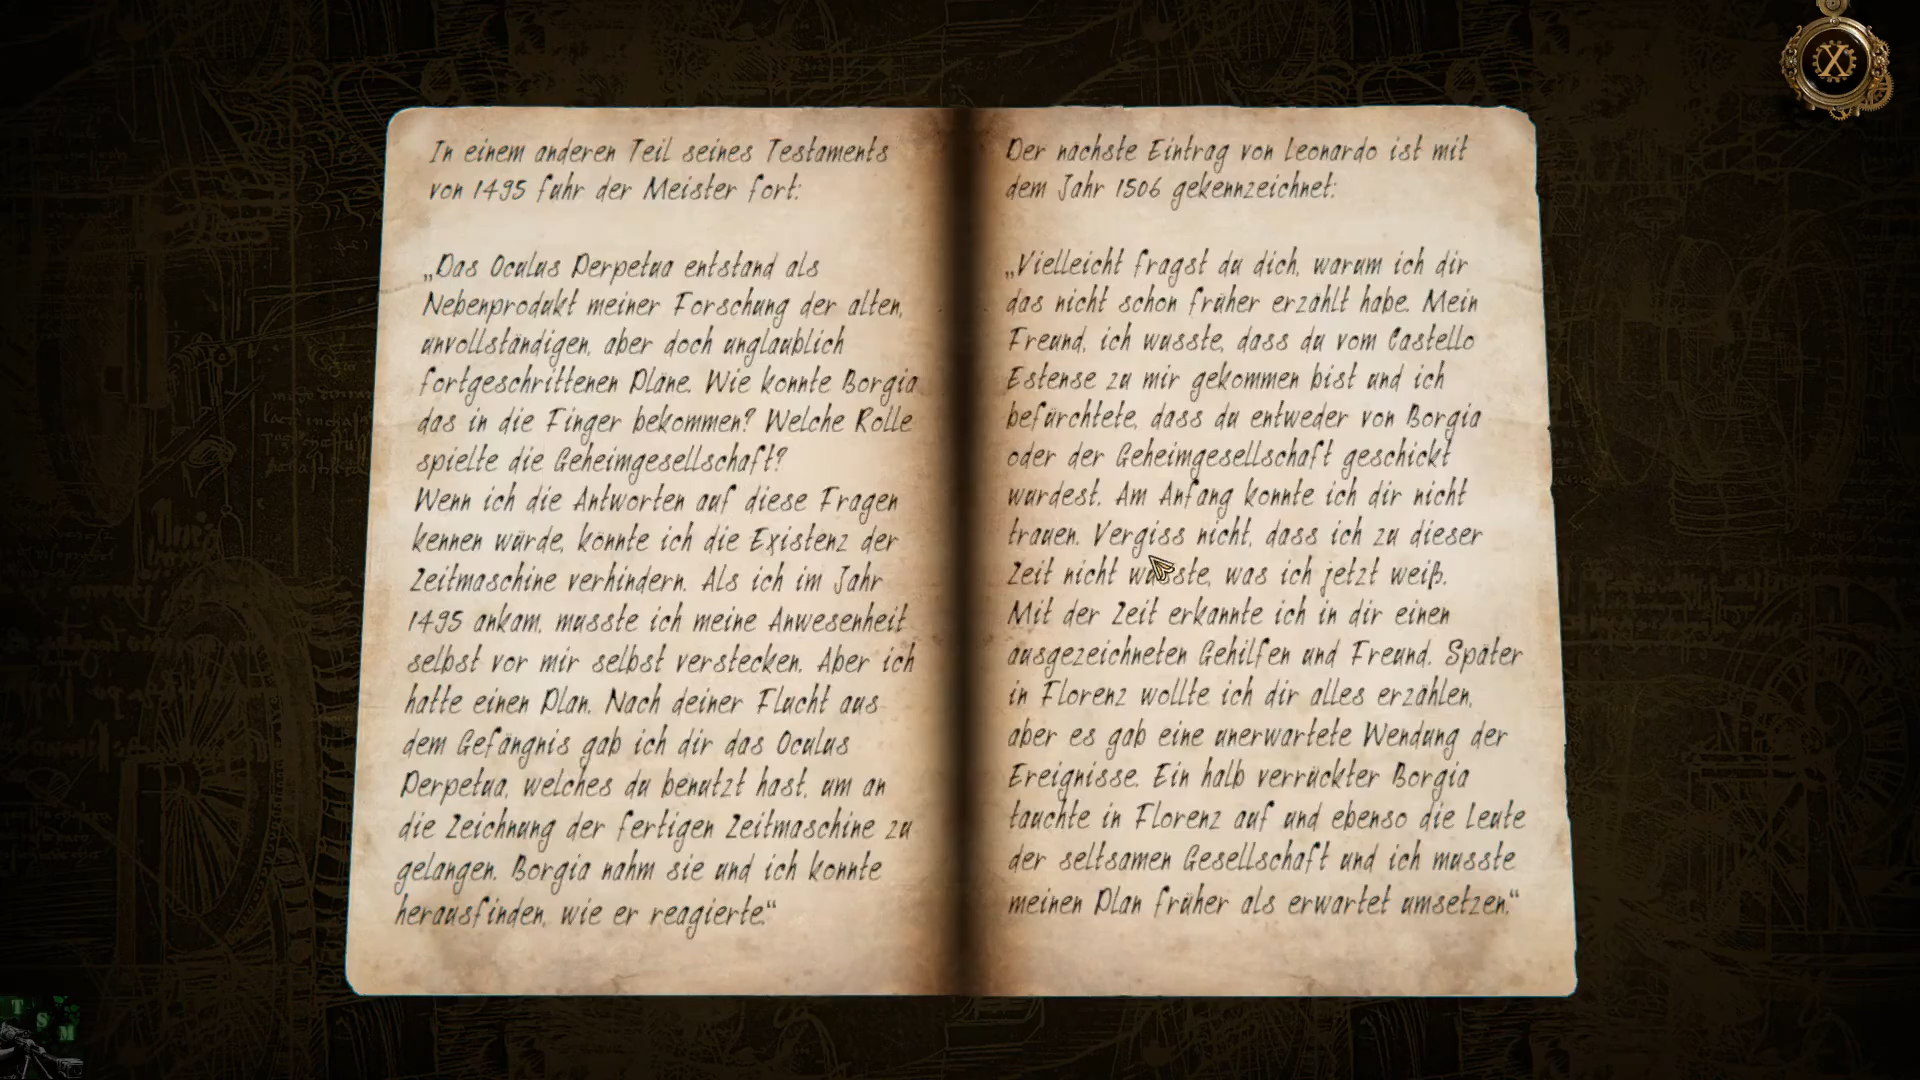 In einem anderen Teil seines Testaments
von 1495 fuhr der Meister fort:
„Das Oculus Perpetua entstand als
Nebenprodukt meiner Forschung der alten,
unvollständigen, aber doch unglaublich
fortgeschrittenen Pläne. Wie konnte Borgia
das in die Finger bekommen? Welche Rolle
spielte die Geheimgesellschaft?
Wenn ich die Antworten auf diese Fragen
kennen würde, könnte ich die Existenz der
Zeitmaschine verhindern. Als ich im Jahr
1495 ankam, musste ich meine Anwesenheit
selbst vor mir selbst verstecken. Aber ich
hatte einen Plan. Nach deiner Flucht aus
dem Gefängnis gab ich dir das Oculus
Perpetua, welches du benutzt hast, um an
die Zeichnung der fertigen Zeitmaschine zu
gelangen. Borgia nahm sie und ich konnte
herausfinden, wie er reagierte.“
Der nächste Eintrag von Leonardo ist mit
dem Jahr 1506 gekennzeichnet:
„Vielleicht fragst du dich, warum ich dir
das nicht schon früher erzählt habe. Mein
Freund, ich wusste, dass du vom Castello
Estense zu mir gekommen bist und ich
befürchtete, dass du entweder von Borgia
oder der Geheimgesellschaft geschickt
wurdest. Am Anfang konnte ich dir nicht
trauen. Vergiss nicht, dass ich zu dieser
Zeit nicht wusste, was ich jetzt weiß.
Mit der Zeit erkannte ich in dir einen
ausgezeichneten Gehilfen und Freund. Später
in Florenz wollte ich dir alles erzählen,
aber es gab eine unerwartete Wendung der
Ereignisse. Ein halb verrückter Borgia
tauchte in Florenz auf und ebenso die Leute
der seltsamen Gesellschaft und ich musste
meinen Plan früher als erwartet umsetzen.“
X
T S M